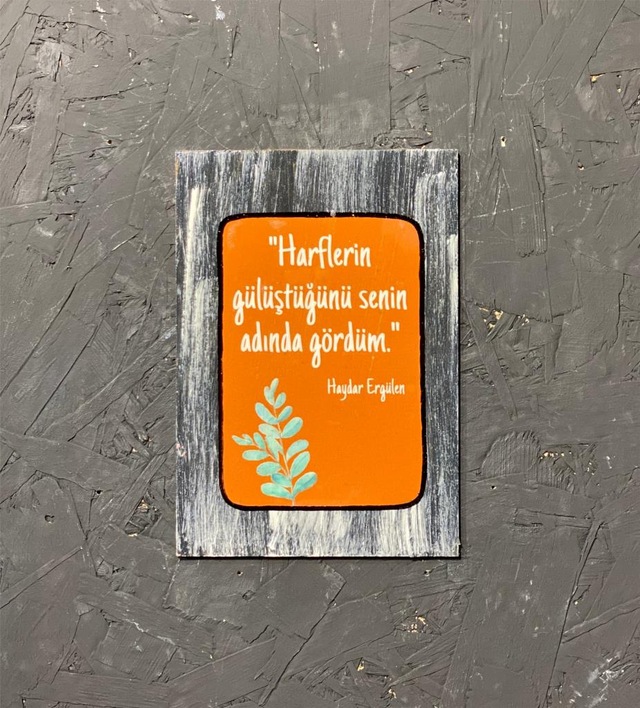 "Harflerin
gülüştüğünü senin
adında gördüm."
Haydar Ergülen